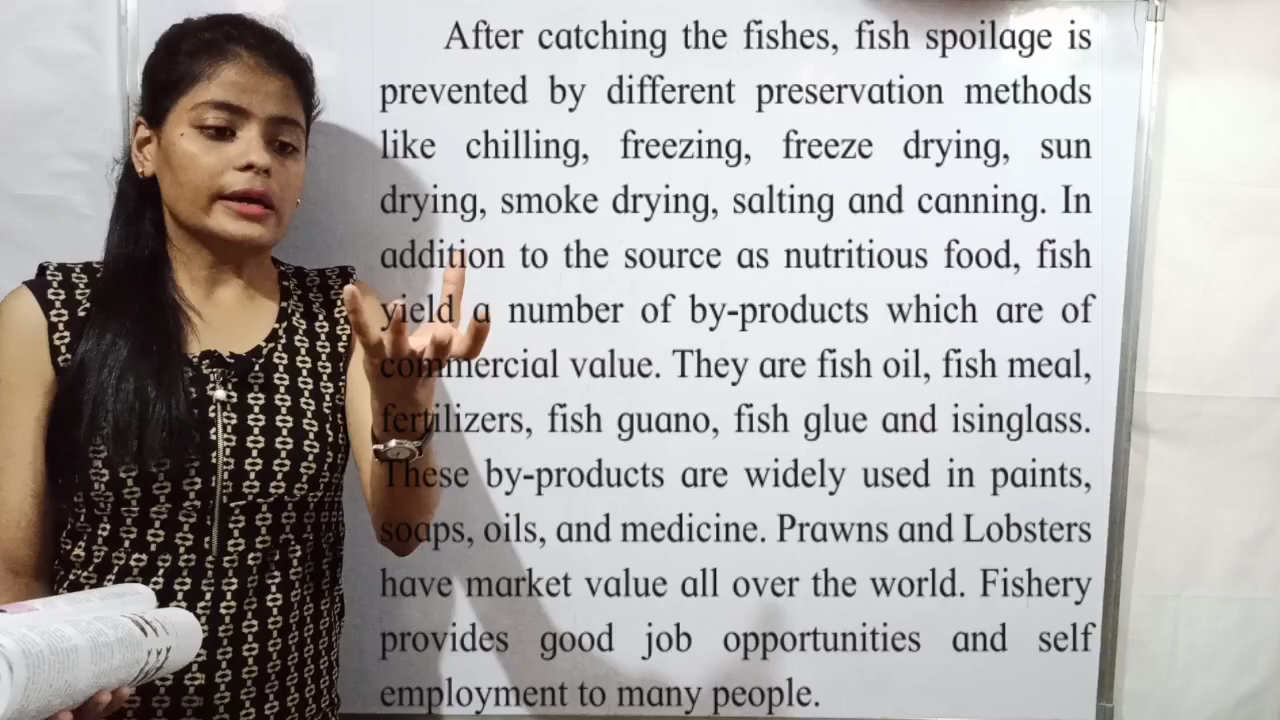 After catching the fishes, fish spoilage is
prevented by different preservation methods
like chilling, freezing, freeze drying, sun
drying, smoke drying, salting and canning. In
addition to the source as nutritious food, fish
yield a number of by-products which are of
commercial value. They are fish oil, fish meal,
fertilizers, fish guano, fish glue and isinglass.
These by-products are widely used in paints,
soaps, oils, and medicine. Prawns and Lobsters
have market value all over the world. Fishery
provides good job opportunities and self
employment to many people.